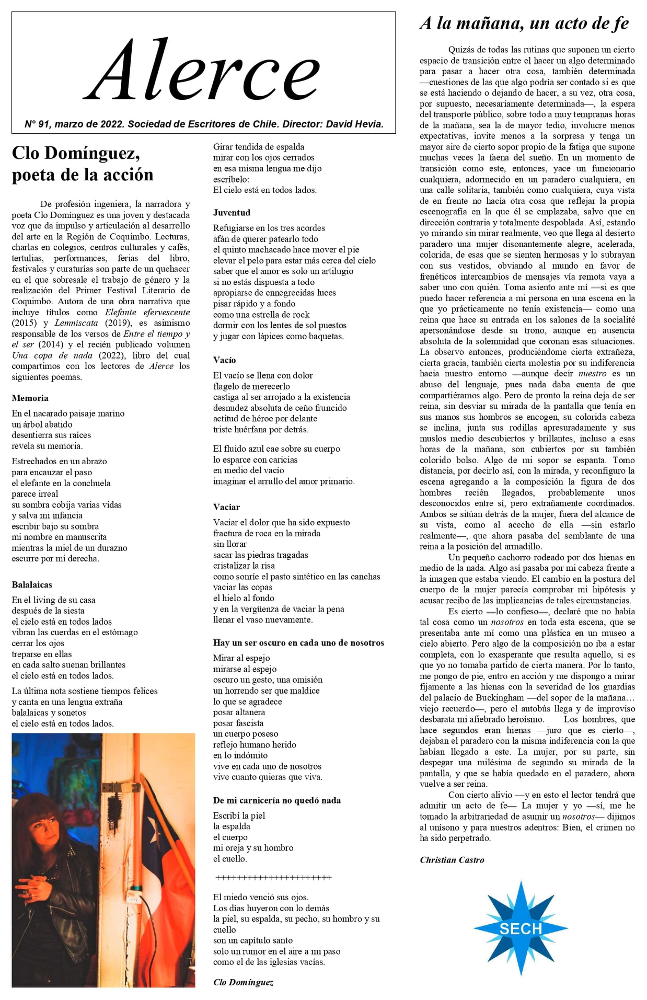 Alerce
N° 91, marzo de 2022. Sociedad de Escritores de Chile. Director: David Hevia.
Clo Domínguez,
poeta de la acción
De profesión ingeniera, la narradora y
poeta Clo Domínguez es una joven y destacada
voz que da impulso y articulación al desarrollo
del arte en la Región de Coquimbo. Lecturas,
charlas en colegios, centros culturales y cafés,
tertulias, performances, ferias del libro,
festivales y curaturías son parte de un quehacer
en el que sobresale el trabajo de género y la
realización del Primer Festival Literario de
Coquimbo. Autora de una obra narrativa que
incluye títulos como Elefante efervescente
(2015) y Lemniscata (2019), es asimismo
responsable de los versos de Entre el tiempo y
el ser (2014) y el recién publicado volumen
Una copa de nada (2022), libro del cual
compartimos con los lectores de Alerce los
siguientes poemas.
Memoria
En el nacarado paisaje marino
un árbol abatido
desentierra sus raíces
revela su memoria.
Estrechados en un abrazo
para encauzar el paso
el elefante en la conchuela
parece irreal
su sombra cobija varias vidas
y salva mi infancia
escribir bajo su sombra
mi nombre en manuscrita
mientras la miel de un durazno
escurre por mi derecha.
Balalaicas
En el living de su casa
después de la siesta
el cielo está en todos lados
vibran las cuerdas en el estómago
cerrar los ojos
treparse en ellas
en cada salto suenan brillantes
el cielo está en todos lados.
La última nota sostiene tiempos felices
y canta en una lengua extraña
balalaicas y sonetos
el cielo está en todos lados.
Girar tendida de espalda
mirar con los ojos cerrados
en esa misma lengua me dijo
escríbelo:
El cielo está en todos lados.
Juventud
Refugiarse en los tres acordes
afán de querer patearlo todo
el quinto machacado hace mover el pie
elevar el pelo para estar más cerca del cielo
saber que el amor es solo un artilugio
si no estás dispuesta a todo
apropiarse de ennegrecidas luces
pisar rápido y a fondo
como una estrella de rock
dormir con los lentes de sol puestos
y jugar con lápices como baquetas.
Vacío
El vacío se llena con dolor
flagelo de merecerlo
castiga al ser arrojado a la existencia
desnudez absoluta de ceño fruncido
actitud de héroe por delante
triste huérfana por detrás.
El fluido azul cae sobre su cuerpo
lo esparce con caricias
en medio del vacío
imaginar el arrullo del amor primario.
Vaciar
Vaciar el dolor que ha sido expuesto
fractura de roca en la mirada
sin llorar
sacar las piedras tragadas
cristalizar la risa
como sonríe el pasto sintético en las canchas
vaciar las copas
el hielo al fondo
y en la vergüenza de vaciar la pena
llenar el vaso nuevamente.
Hay un ser oscuro en cada uno de nosotros
Mirar al espejo
mirarse al espejo
oscuro un gesto, una omisión
un horrendo ser que maldice
lo que se agradece
posar altanera
posar fascista
un cuerpo poseso
reflejo humano herido
en lo indómito
vive en cada uno de nosotros
vive cuanto quieras que viva.
De mi carnicería no quedó nada
Escribí la piel
la espalda
el cuerpo
mi oreja y su hombro
el cuello.
++++++++++++++++++++++
El miedo venció sus ojos.
Los días huyeron con lo demás
la piel, su espalda, su pecho, su hombro y su
cuello
son un capítulo santo
solo un rumor en el aire a mi paso
como el de las iglesias vacías.
Clo Domínguez
A la mañana, un acto de fe
Quizás de todas las rutinas que suponen un cierto
espacio de transición entre el hacer un algo determinado
para pasar a hacer otra cosa, también determinada
—cuestiones de las que algo podría ser contado si es que
se está haciendo o dejando de hacer, a su vez, otra cosa,
por supuesto, necesariamente determinada—, la espera
del transporte público, sobre todo a muy tempranas horas
de la mañana, sea la de mayor tedio, involucre menos
expectativas, invite menos a la sorpresa y tenga un
mayor aire de cierto sopor propio de la fatiga que supone
muchas veces la faena del sueño. En un momento de
transición como este, entonces, yace un funcionario
cualquiera, adormecido en un paradero cualquiera, en
una calle solitaria, también como cualquiera, cuya vista
de en frente no hacía otra cosa que reflejar la propia
escenografía en la que él se emplazaba, salvo que en
dirección contraria y totalmente despoblada. Así, estando
yo mirando sin mirar realmente, veo que llega al desierto
paradero una mujer disonantemente alegre, acelerada,
colorida, de esas que se sienten hermosas y lo subrayan
con sus vestidos, obviando al mundo en favor de
frenéticos intercambios de mensajes vía remota vaya a
saber uno con quién. Toma asiento ante mí —si es que
puedo hacer referencia a mi persona en una escena en la
que yo prácticamente no tenía existencia— como una
reina que hace su entrada en los salones de la socialité
apersonándose desde su trono, aunque en ausencia
absoluta de la solemnidad que coronan esas situaciones.
La observo entonces, produciéndome cierta extrañeza,
cierta gracia, también cierta molestia por su indiferencia
hacia nuestro entorno —aunque decir nuestro es un
abuso del lenguaje, pues nada daba cuenta de que
compartiéramos algo. Pero de pronto la reina deja de ser
reina, sin desviar su mirada de la pantalla que tenía en
sus manos sus hombros se encogen, su colorida cabeza
se inclina, junta sus rodillas apresuradamente y sus
muslos medio descubiertos y brillantes, incluso a esas
horas de la mañana, son cubiertos por su también
colorido bolso. Algo de mi sopor se espanta. Tomo
distancia, por decirlo así, con la mirada, y reconfiguro la
escena agregando a la composición la figura de dos
hombres recién llegados, probablemente unos
desconocidos entre sí, pero extrañamente coordinados.
Ambos se sitúan detrás de la mujer, fuera del alcance de
su vista, como al acecho de ella —sin estarlo
realmente—, que ahora pasaba del semblante de una
reina a la posición del armadillo.
Un pequeño cachorro rodeado por dos hienas en
medio de la nada. Algo así pasaba por mi cabeza frente a
la imagen que estaba viendo. El cambio en la postura del
cuerpo de la mujer parecía comprobar mi hipótesis y
acusar recibo de las implicancias de tales circunstancias.
Es cierto —lo confieso—, declaré que no había
tal cosa como un nosotros en toda esta escena, que se
presentaba ante mí como una plástica en un museo a
cielo abierto. Pero algo de la composición no iba a estar
completa, con lo exasperante que resulta aquello, si es
que yo no tomaba partido de cierta manera. Por lo tanto,
me pongo de pie, entro en acción y me dispongo a mirar
fijamente a las hienas con la severidad de los guardias
del palacio de Buckingham —del sopor de la mañana…
viejo recuerdo—, pero el autobús llega y de improviso
desbarata mi afiebrado heroísmo. Los hombres, que
hace segundos eran hienas —juro que es cierto—,
dejaban el paradero con la misma indiferencia con la que
habían llegado a este. La mujer, por su parte, sin
despegar una milésima de segundo su mirada de la
pantalla, y que se había quedado en el paradero, ahora
vuelve a ser reina.
Con cierto alivio —y en esto el lector tendrá que
admitir un acto de fe— La mujer y yo —sí, me he
tomado la arbitrariedad de asumir un nosotros— dijimos
al unísono y para nuestros adentros: Bien, el crimen no
ha sido perpetrado.
Christian Castro
SECH